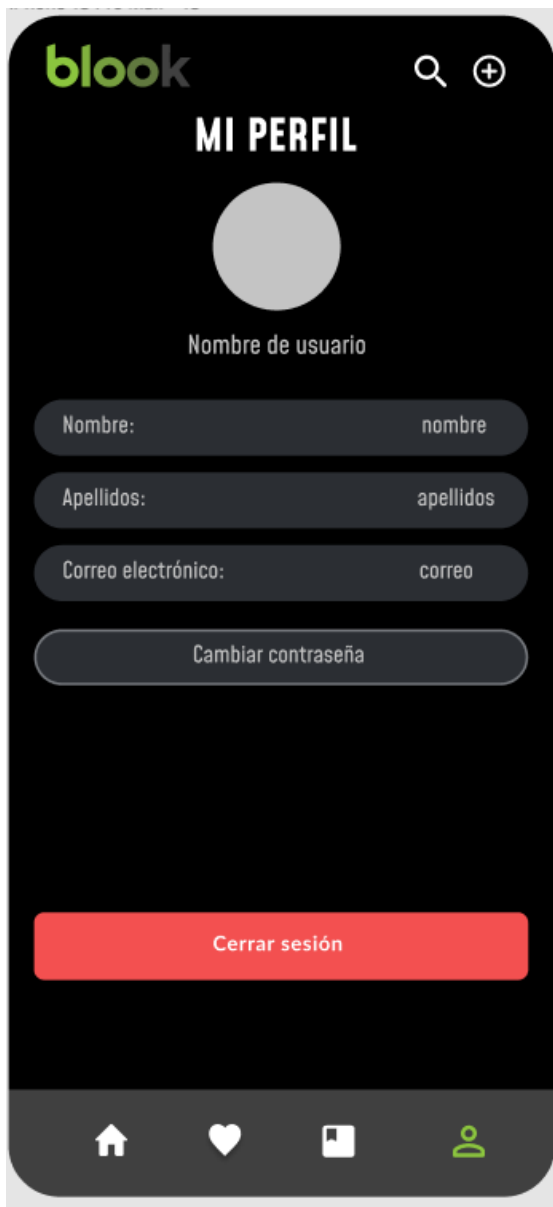 blook
MI PERFIL
Nombre de usuario
Nombre: nombre
Apellidos: apellidos
Correo electrónico: correo
Cambiar contraseña
Cerrar sesión